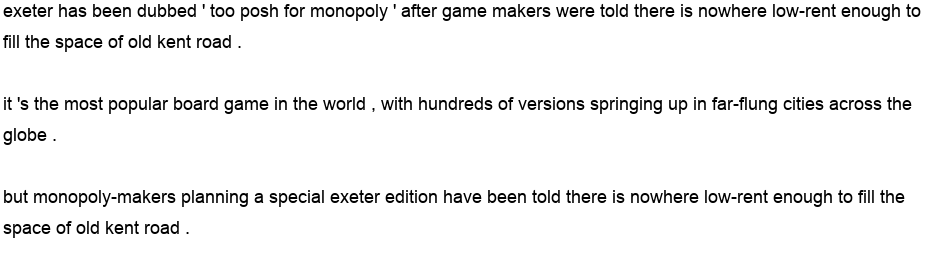 exeter has been dubbed ' too posh for monopoly ' after game makers were told there is nowhere low-rent enough to
fill the space of old kent road .
it 's the most popular board game in the world , with hundreds of versions springing up in far-flung cities across the
globe .
but monopoly-makers planning a special exeter edition have been told there is nowhere low-rent enough to fill the
space of old kent road .